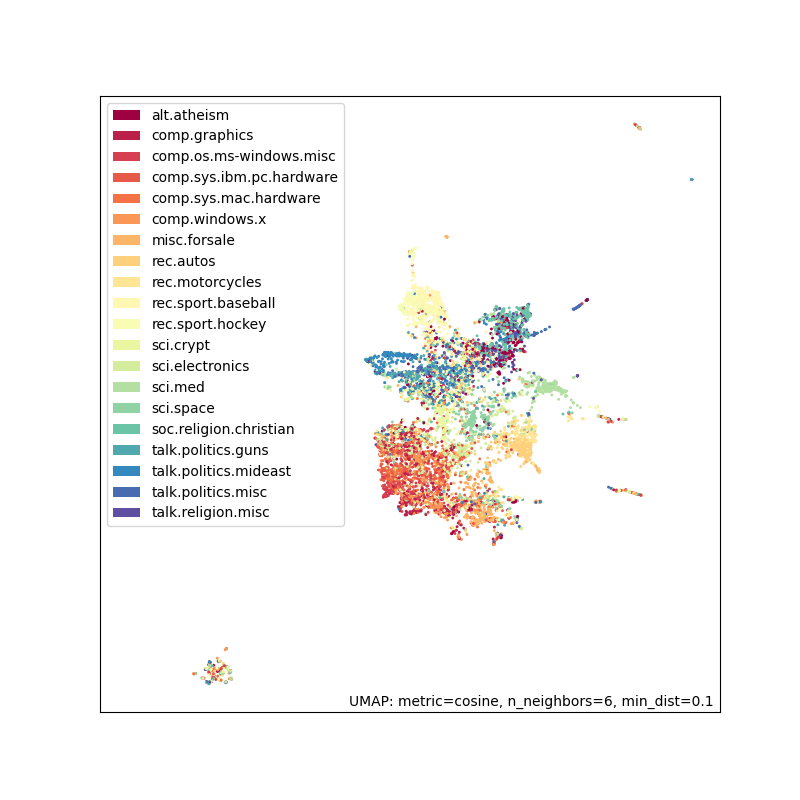 alt.atheism
comp.graphics
comp.os.ms-windows.misc
comp.sys.ibm.pc.hardware
comp.sys.mac.hardware
comp.windows.x
misc.forsale
rec.autos
rec.motorcycles
rec.sport.baseball
rec.sport.hockey
sci.crypt
sci.electronics
sci.med
sci.space
soc.religion.christian
talk.politics.guns
talk.politics.mideast
talk.politics.misc
talk.religion.misc
UMAP: metric=cosine, n_neighbors=6, min_dist=0.1